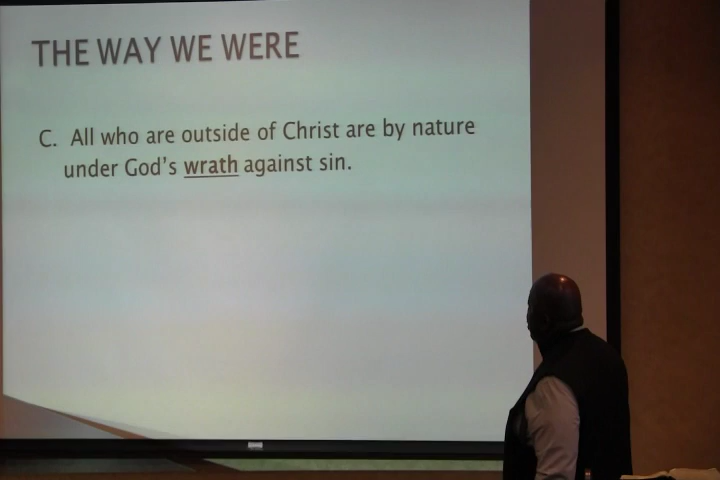 THE WAY WE WERE
C. All who are outside of Christ are by nature
under God's wrath against sin.